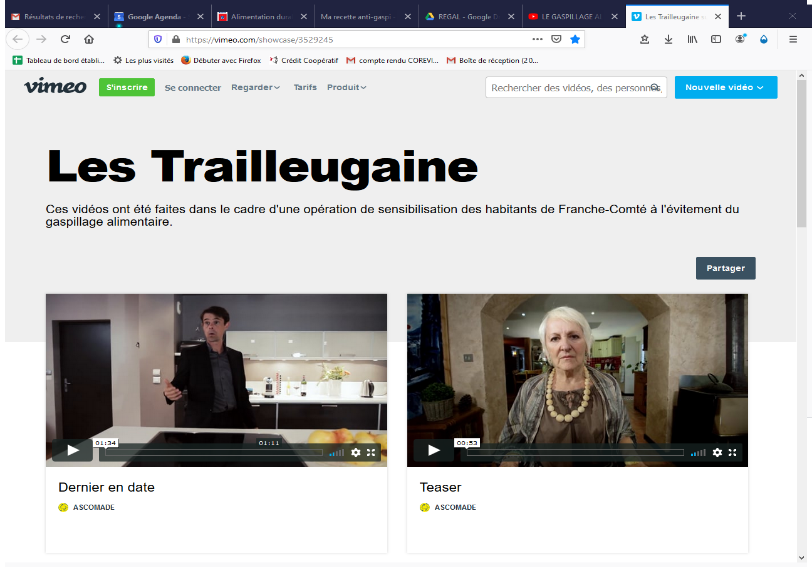 Résultats de reche
Google Agenda -
Alimentation dura
Ma recette anti-gaspi
REGAL - Google D
LE GASPILLAGE A
Les Trailleugaine s
https://vimeo.com/showcase/3529245
Tableau de bord établi...
Les plus visités
Débuter avec Firefox
Crédit Coopératif
compte rendu COREVI...
Boîte de réception (20...
vimeo
S'inscrire
Se connecter
Regarder
Tarifs
Produit
Rechercher des vidéos, des personnes,
Nouvelle vidéo
Les Trailleugaine
Ces vidéos ont été faites dans le cadre d'une opération de sensibilisation des habitants de Franche-Comté à l'évitement du
gaspillage alimentaire.
Partager
01:34
01:11
00:53
Dernier en date
ASCOMADE
Teaser
ASCOMADE